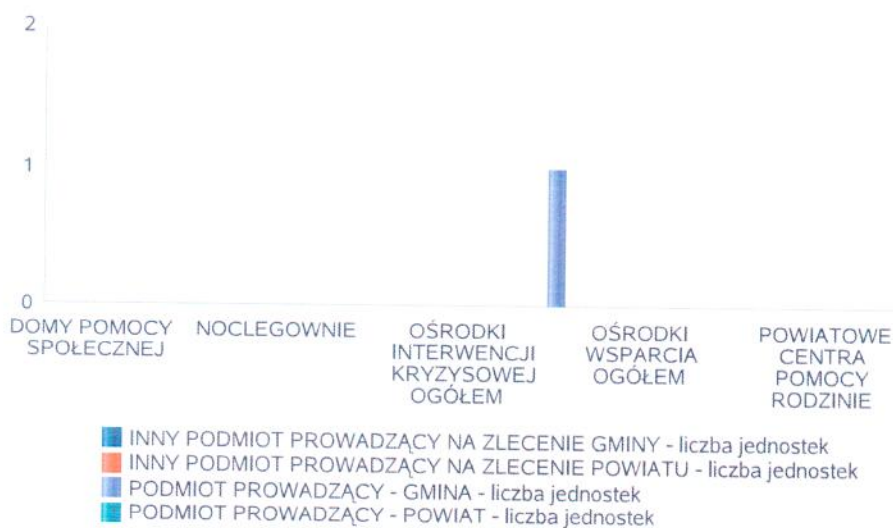 2
1
0
DOMY POMOCY SPOŁECZNEJ
NOCLEGOWNIE
OŚRODKI INTERWENCJI KRYZYSOWEJ OGÓŁEM
OŚRODKI WSPARCIA OGÓŁEM
POWIATOWE CENTRA POMOCY RODZINIE
INNY PODMIOT PROWADZĄCY NA ZLECENIE GMINY - liczba jednostek
INNY PODMIOT PROWADZĄCY NA ZLECENIE POWIATU - liczba jednostek
PODMIOT PROWADZĄCY - GMINA - liczba jednostek
PODMIOT PROWADZĄCY - POWIAT - liczba jednostek